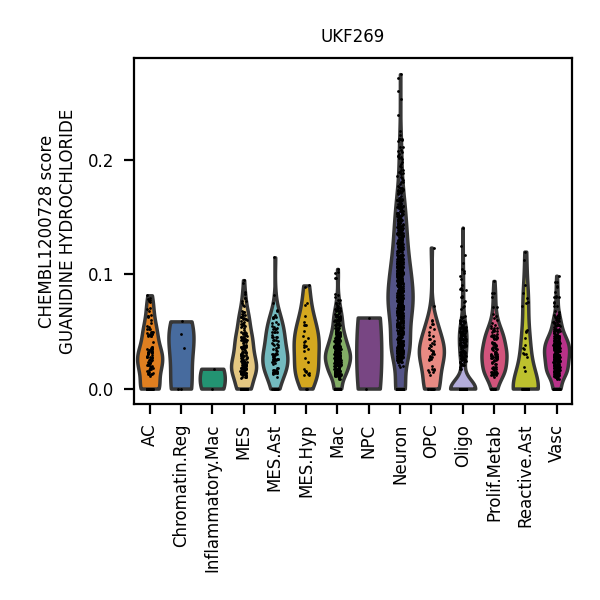 UKF269
CHEMBL1200728 score
GUANIDINE HYDROCHLORIDE
0.2
0.1
0.0
AC
Chromatin.Reg
Inflammatory.Mac
MES
MES.Ast
MES.Hyp
Mac
NPC
Neuron
OPC
Oligo
Prolif.Metab
Reactive.Ast
Vasc